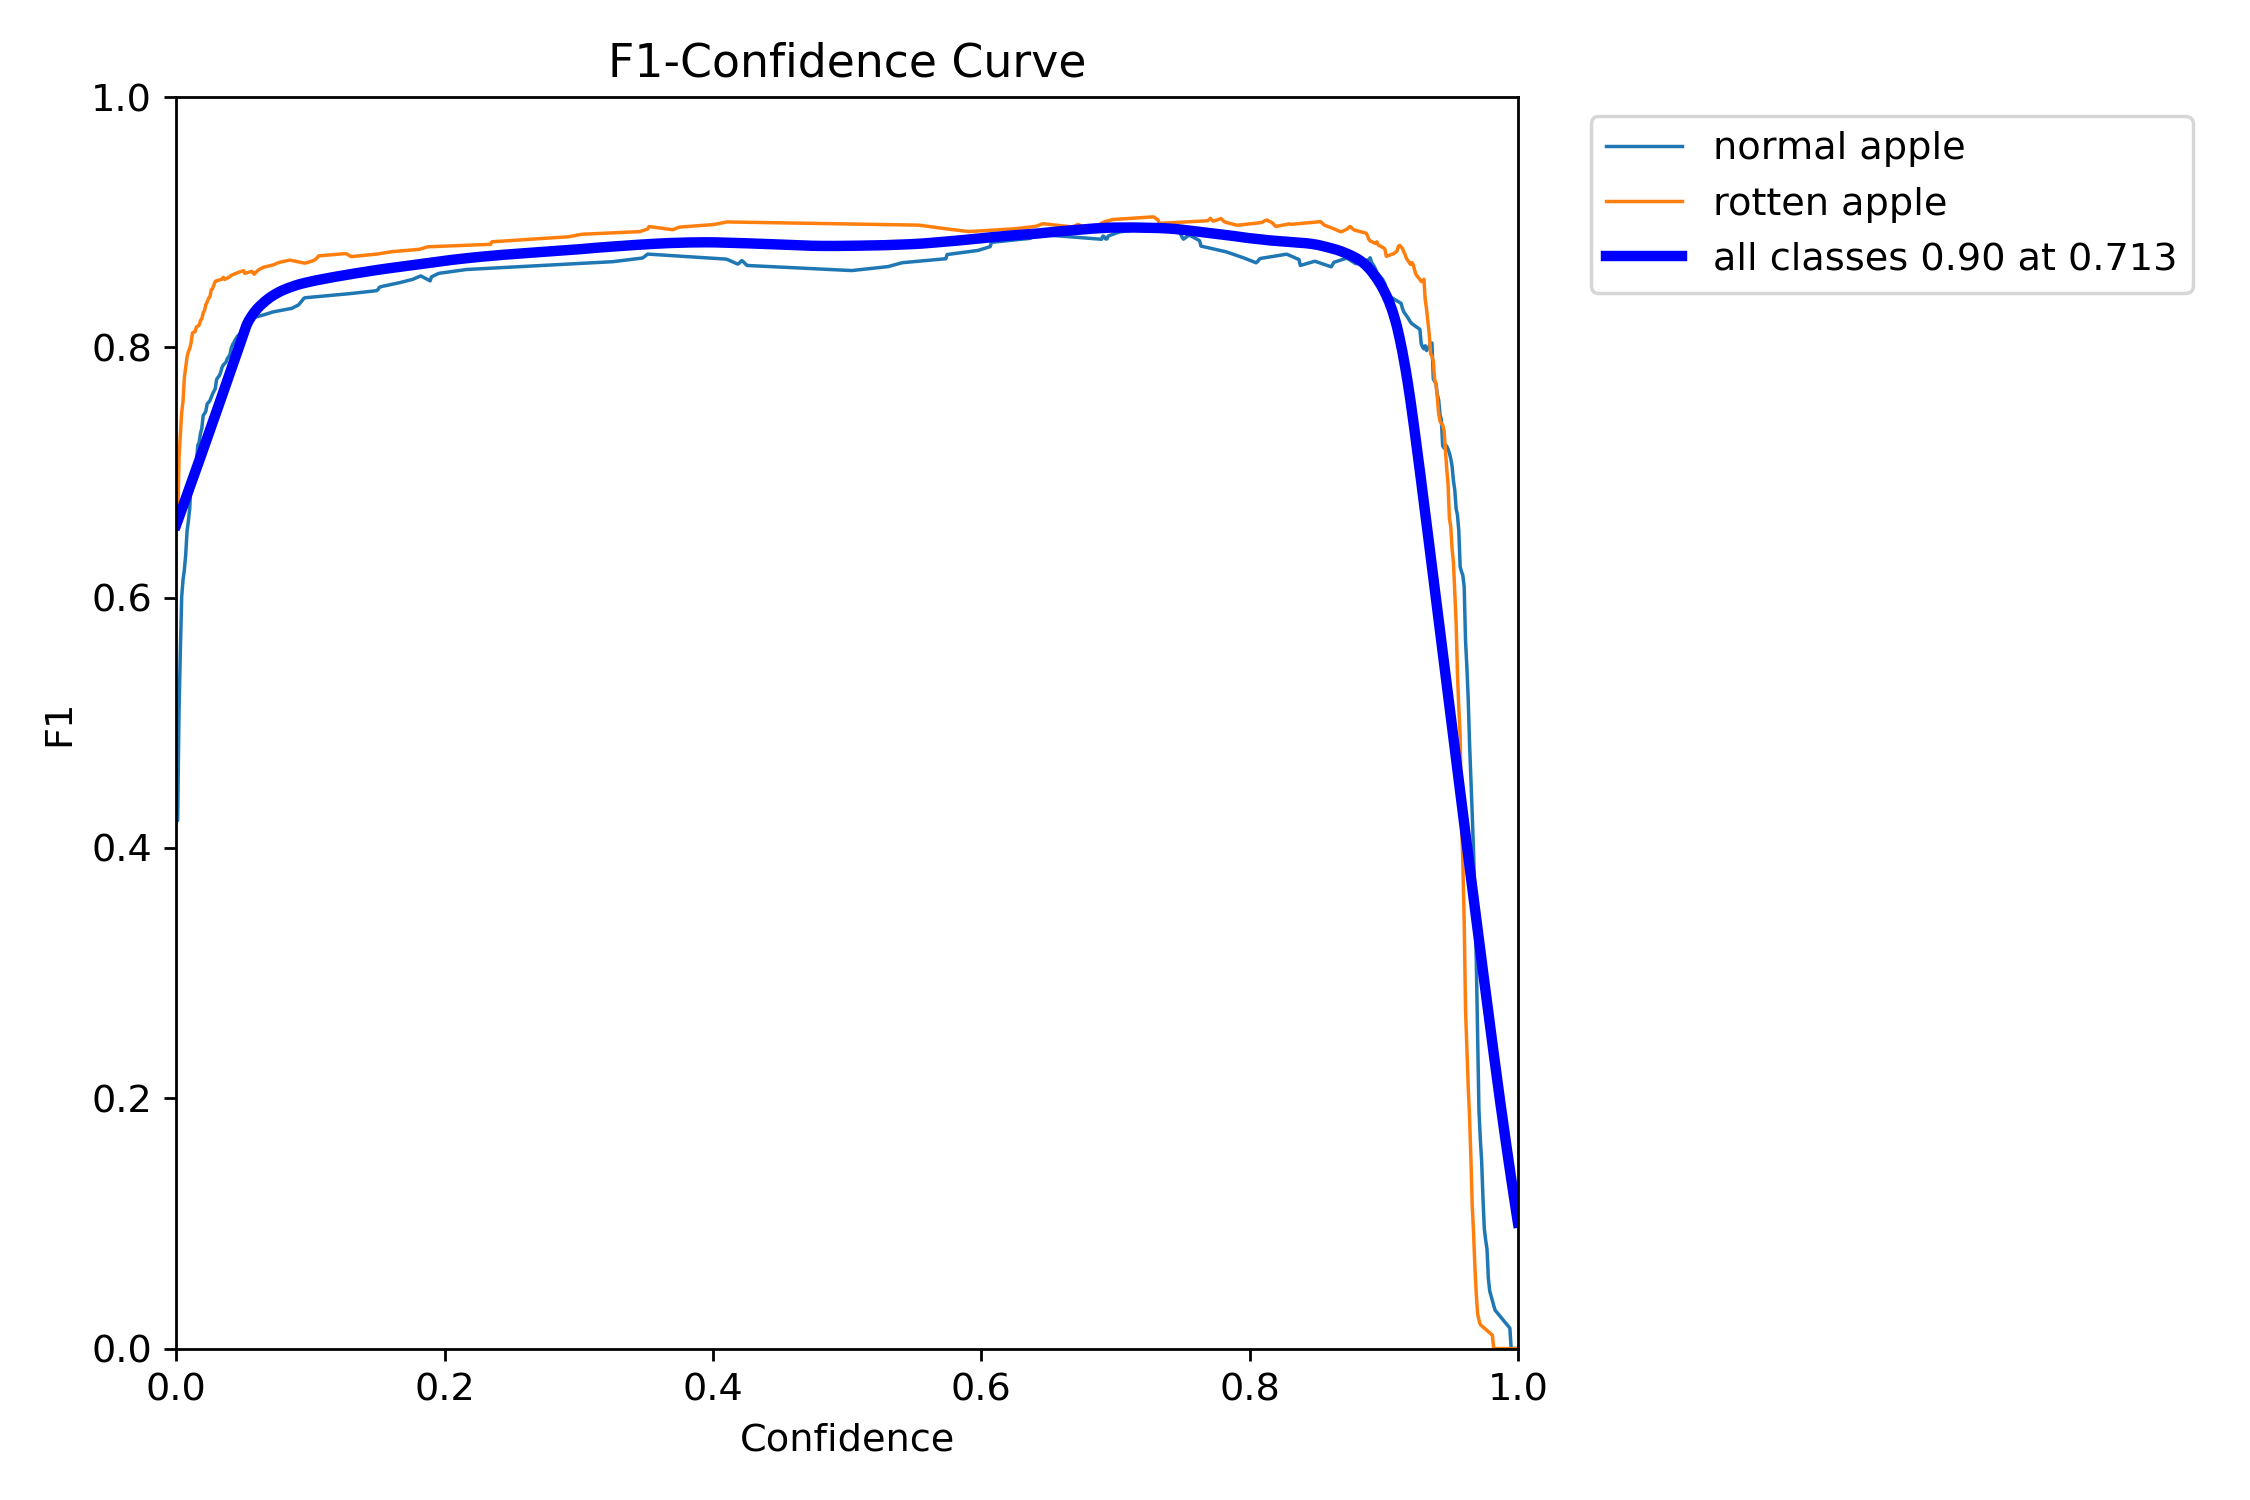 F1-Confidence Curve
normal apple
rotten apple
all classes 0.90 at 0.713
1.0
0.8
0.6
0.4
0.2
0.0
F1
0.0 0.2 0.4 0.6 0.8 1.0
Confidence